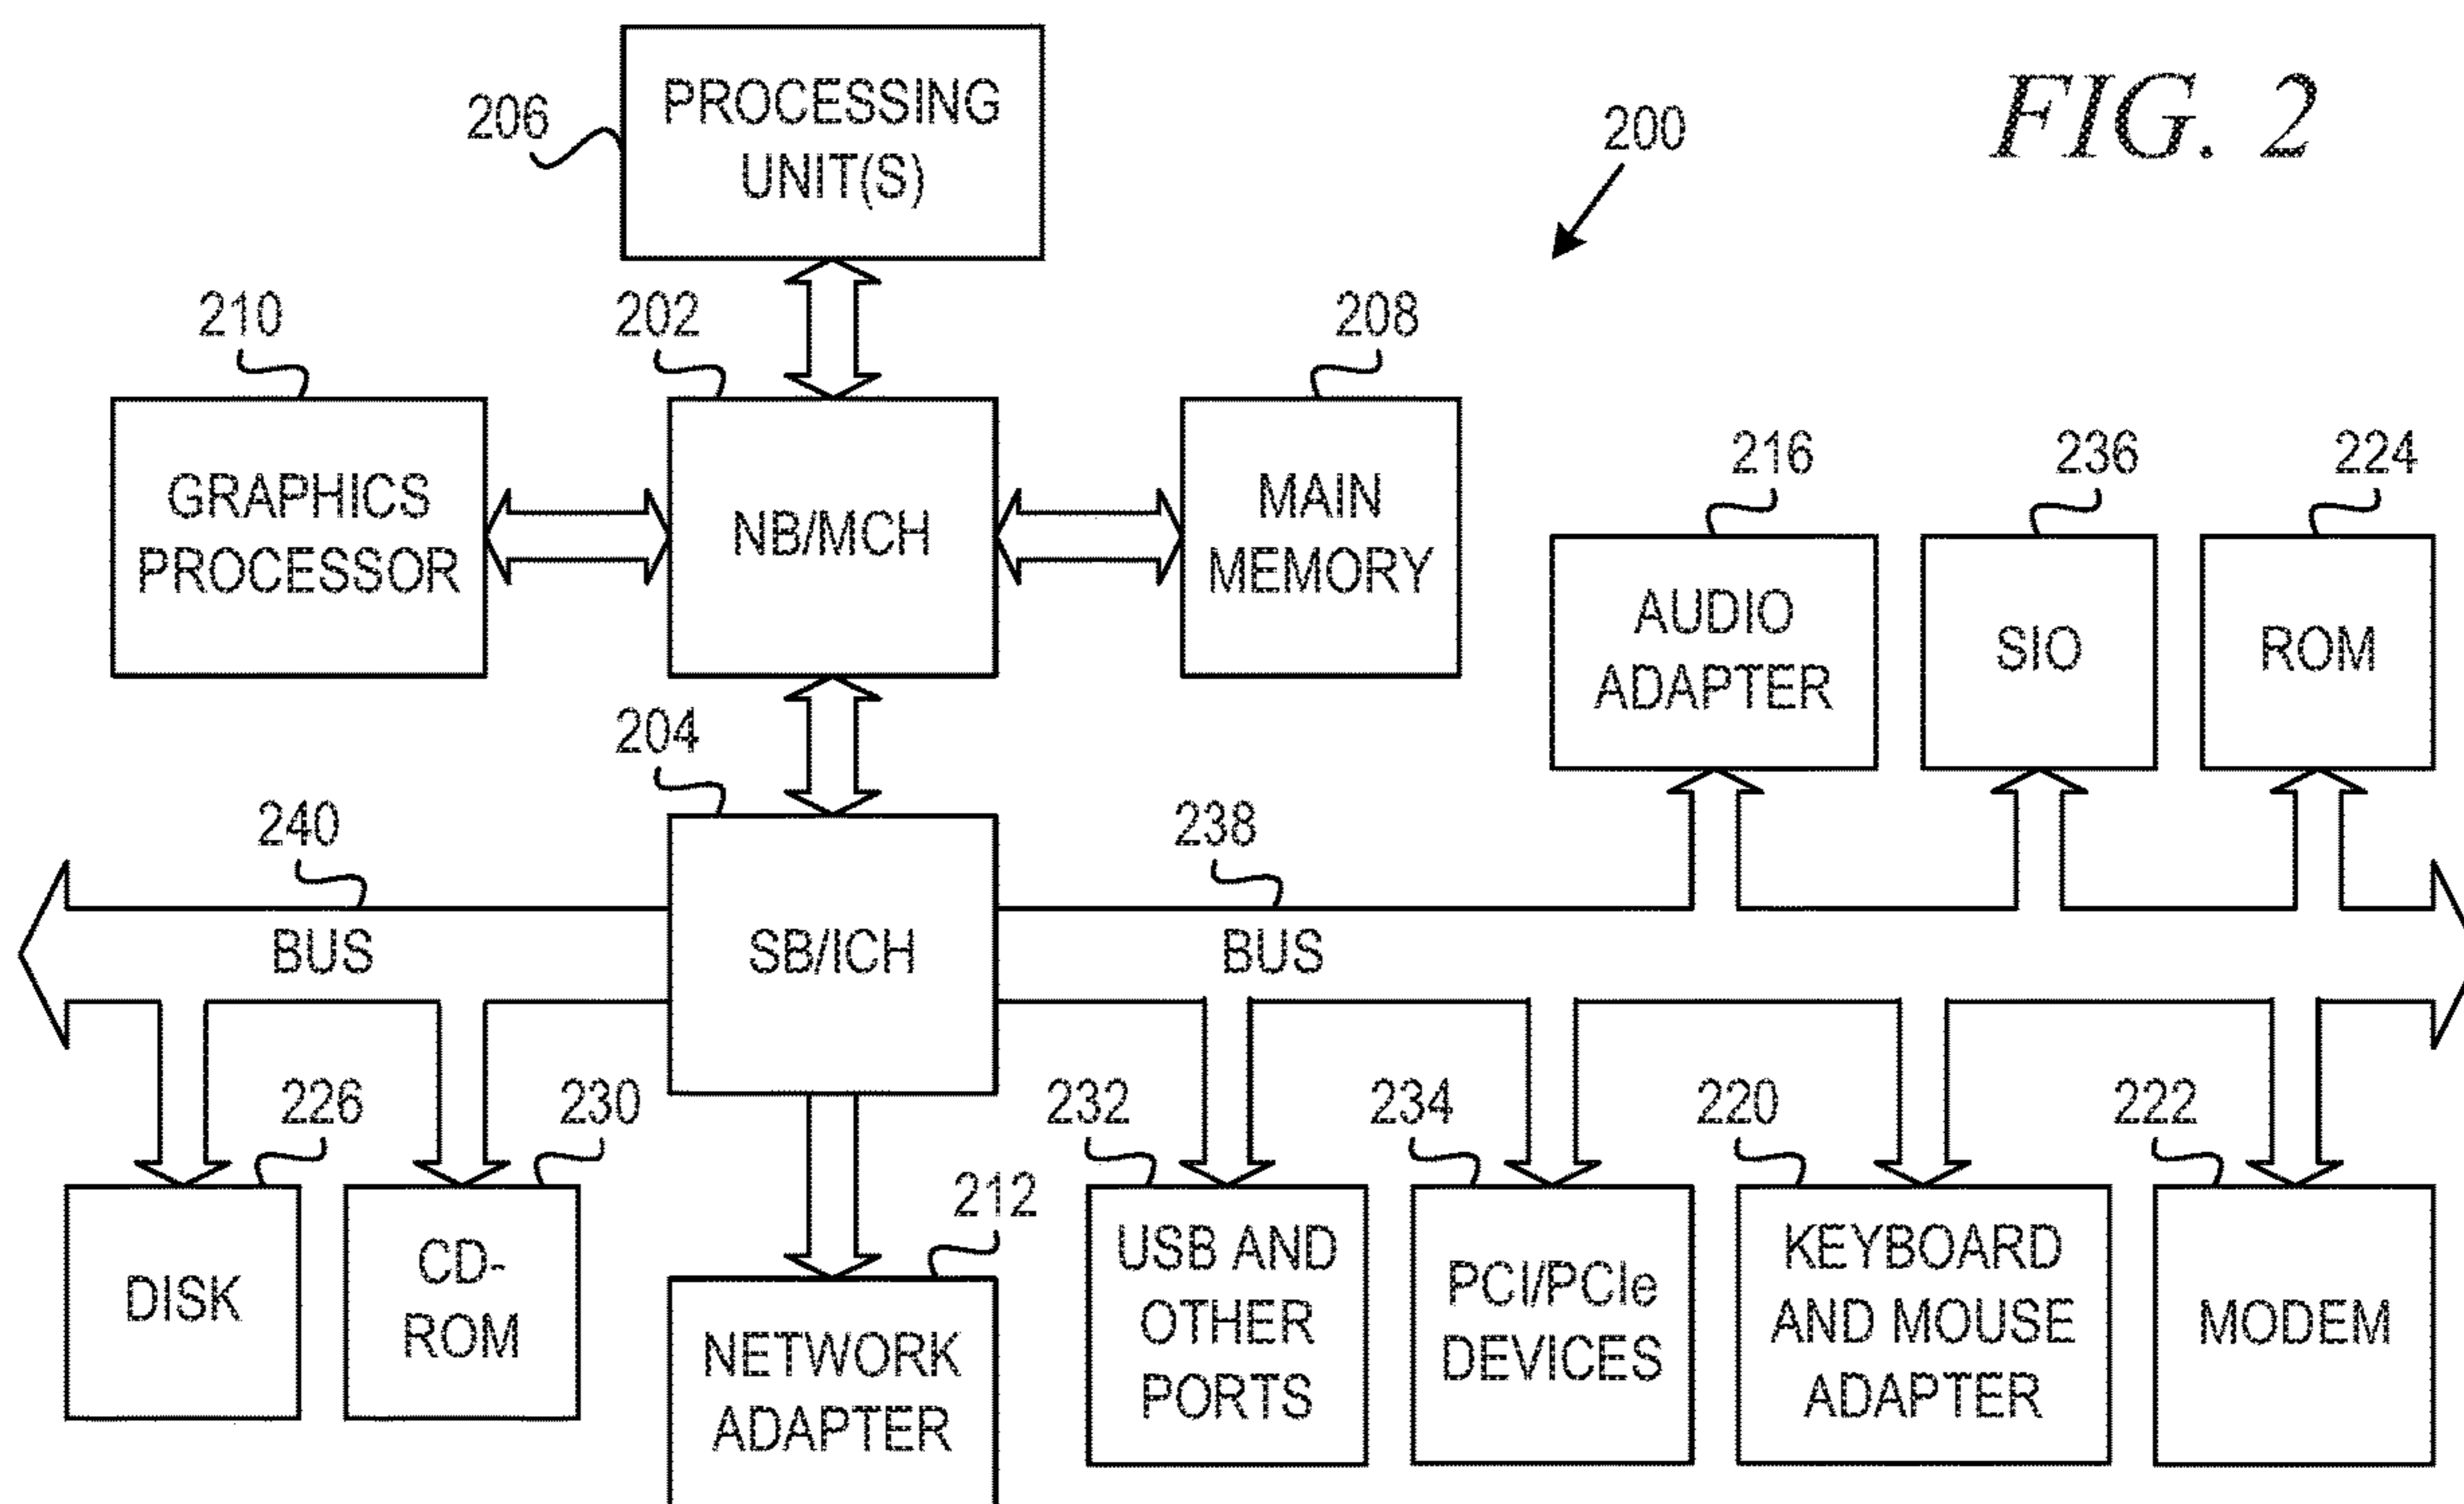 FIG. 2
200
206
PROCESSING
UNIT(S)
210
202
208
GRAPHICS
PROCESSOR
NB/MCH
MAIN
MEMORY
216
236
224
AUDIO
ADAPTER
SIO
ROM
204
240
238
BUS
SB/ICH
BUS
226
230
212
232
234
220
222
DISK
CD-
ROM
NETWORK
ADAPTER
USB AND
OTHER
PORTS
PCI/PCIe
DEVICES
KEYBOARD
AND MOUSE
ADAPTER
MODEM